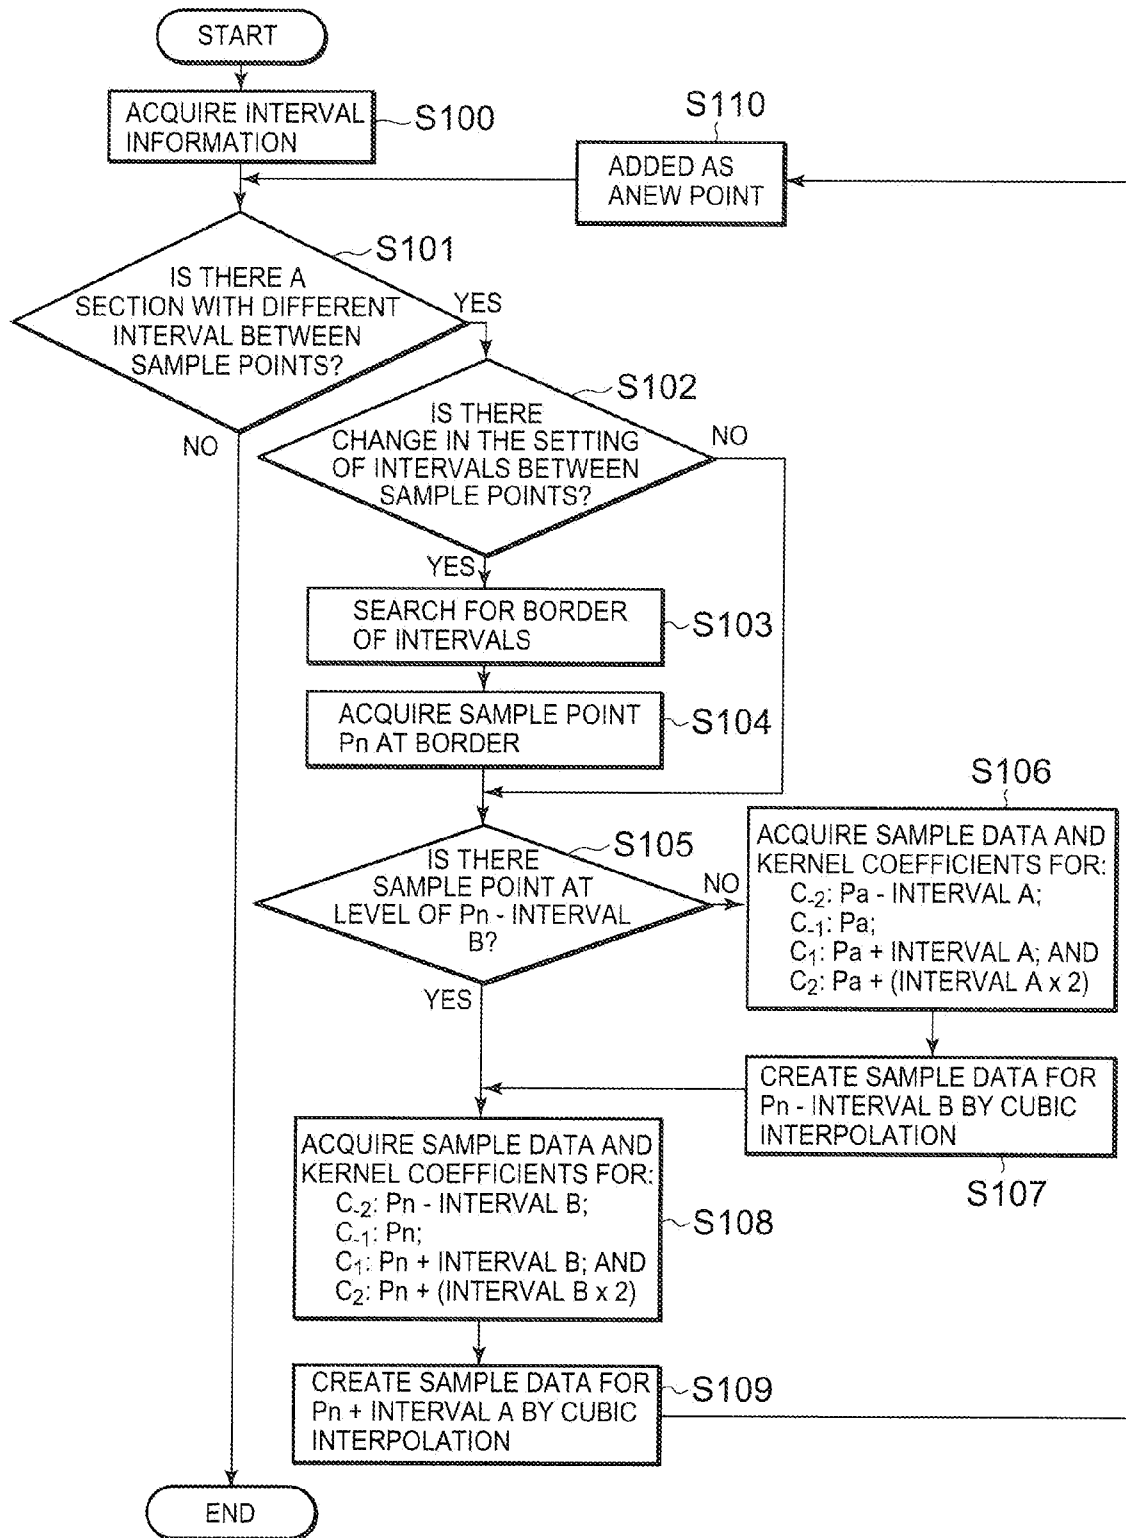 START
ACQUIRE INTERVAL
INFORMATION
S100
S110
ADDED AS
ANEW POINT
S101
IS THERE A
SECTION WITH DIFFERENT
INTERVAL BETWEEN
SAMPLE POINTS?
YES
NO
S102
IS THERE
CHANGE IN THE SETTING
OF INTERVALS BETWEEN
SAMPLE POINTS?
NO
YES
SEARCH FOR BORDER
OF INTERVALS
S103
ACQUIRE SAMPLE POINT
Pn AT BORDER
S104
S105
IS THERE
SAMPLE POINT AT
LEVEL OF Pn - INTERVAL
B?
NO
YES
S106
ACQUIRE SAMPLE DATA AND
KERNEL COEFFICIENTS FOR:
C-2: Pa - INTERVAL A;
C-1: Pa;
C1: Pa + INTERVAL A; AND
C2: Pa + (INTERVAL A x 2)
CREATE SAMPLE DATA FOR
Pn - INTERVAL B BY CUBIC
INTERPOLATION
S107
ACQUIRE SAMPLE DATA AND
KERNEL COEFFICIENTS FOR:
C-2: Pn - INTERVAL B;
C-1: Pn;
C1: Pn + INTERVAL B; AND
C2: Pn + (INTERVAL B x 2)
S108
CREATE SAMPLE DATA FOR
Pn + INTERVAL A BY CUBIC
INTERPOLATION
S109
END